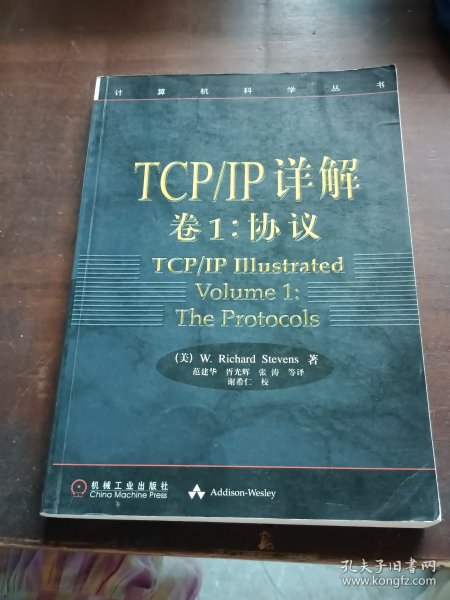 计算机科学丛书
TCP/IP 详解
卷1:协议
TCP/IP Illustrated
Volume 1:
The Protocols
(美) W. Richard Stevens 著
范建华 胥光辉 张涛 等译
谢希仁 校
机械工业出版社
China Machine Press
Addison-Wesley
孔夫子旧书网
www.kongfz.com